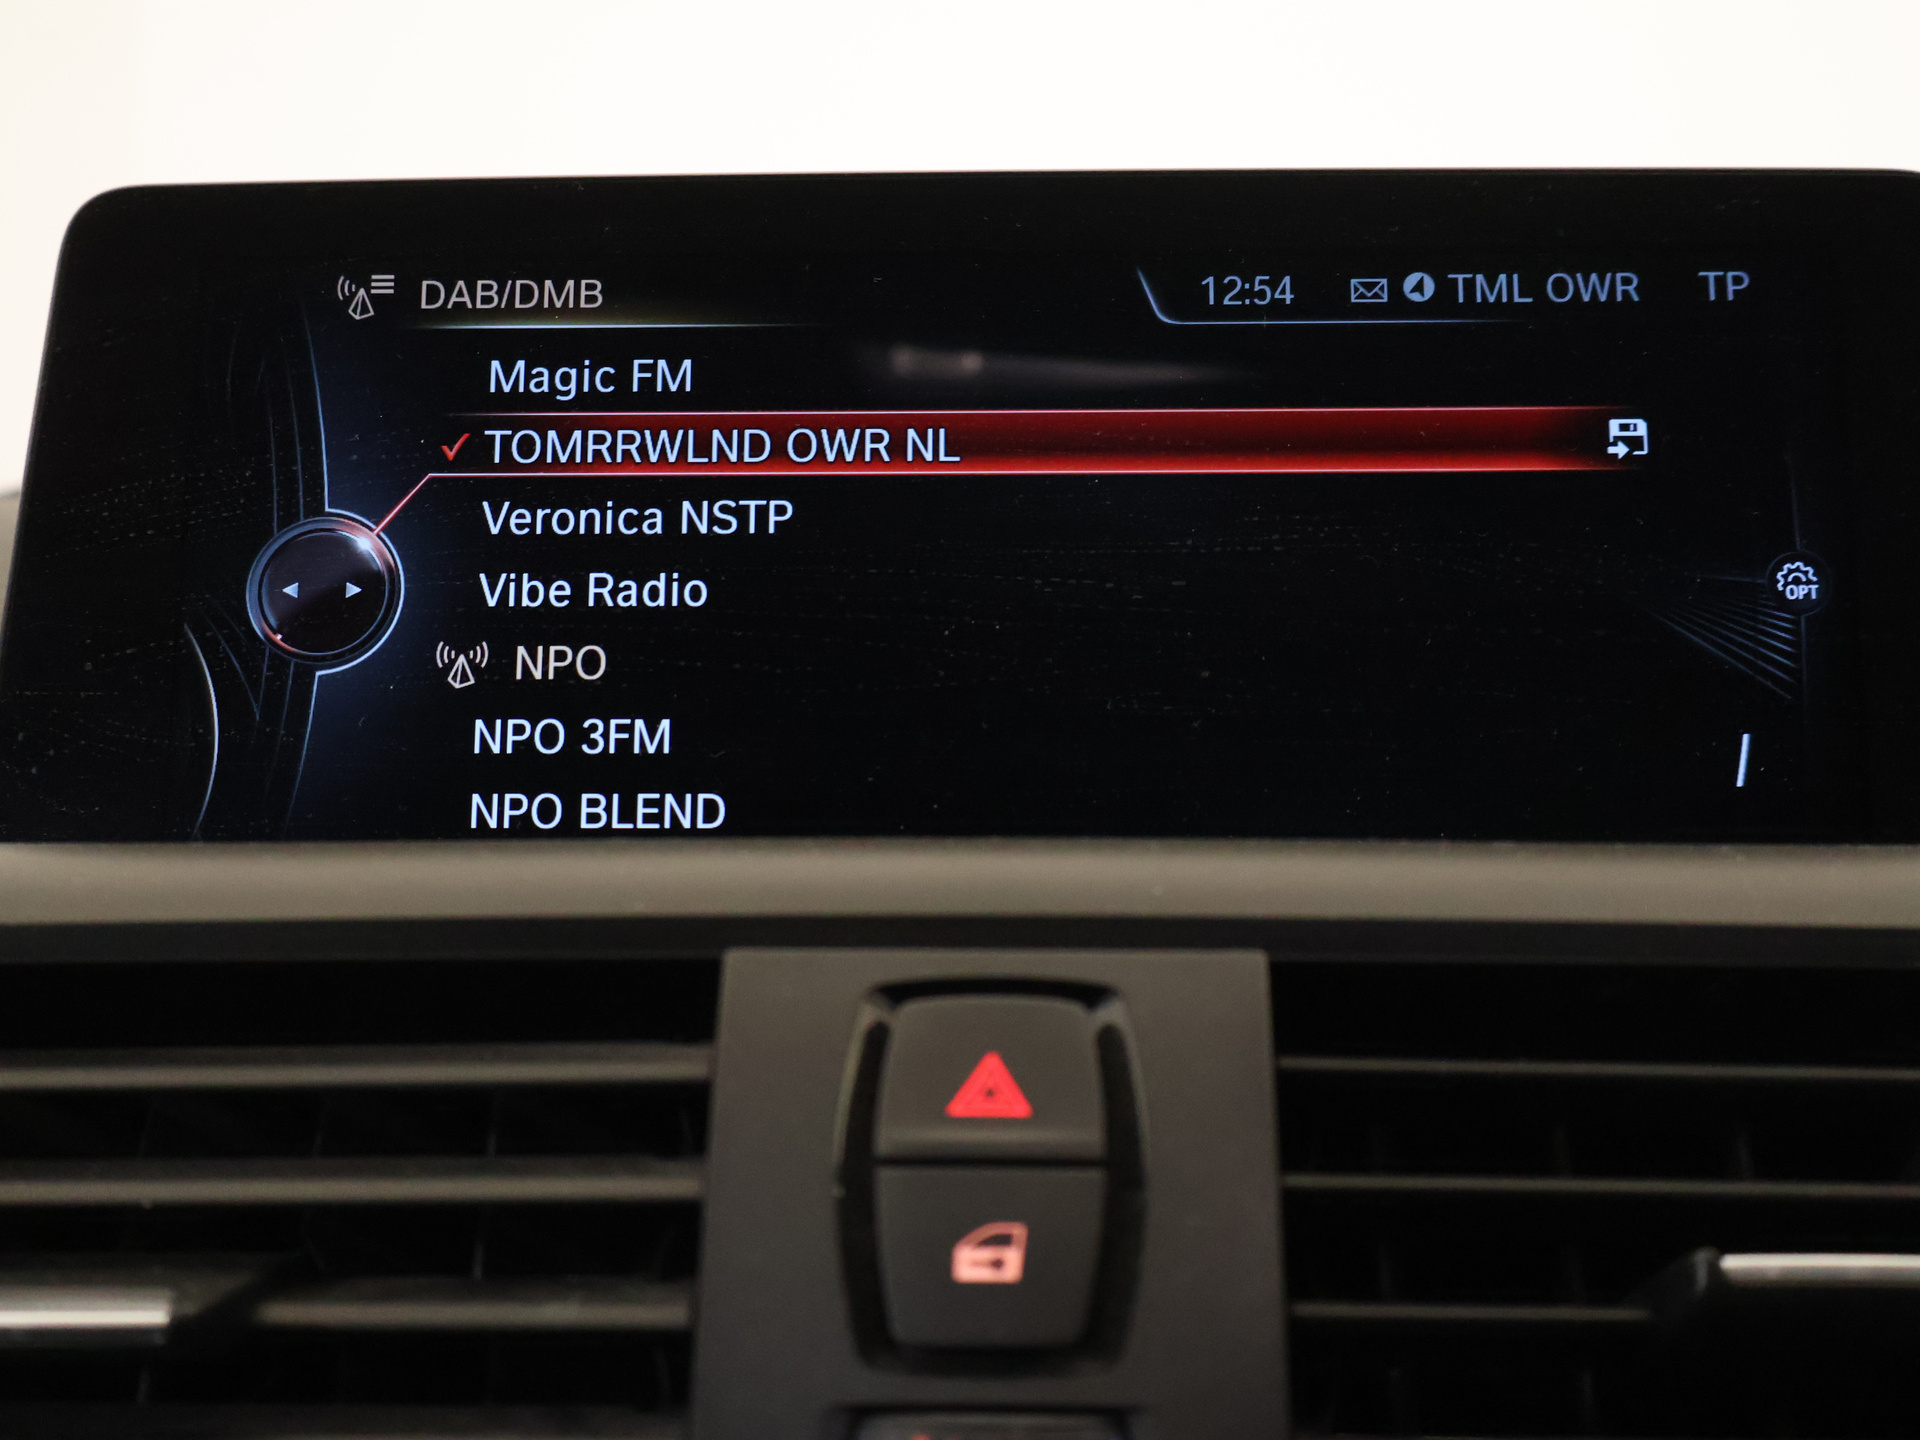 DAB/DMB 12:54 TML OWR TP
Magic FM
TOMRRWLND OWR NL
Veronica NSTP
Vibe Radio
OPT
NPO
NPO 3FM
NPO BLEND